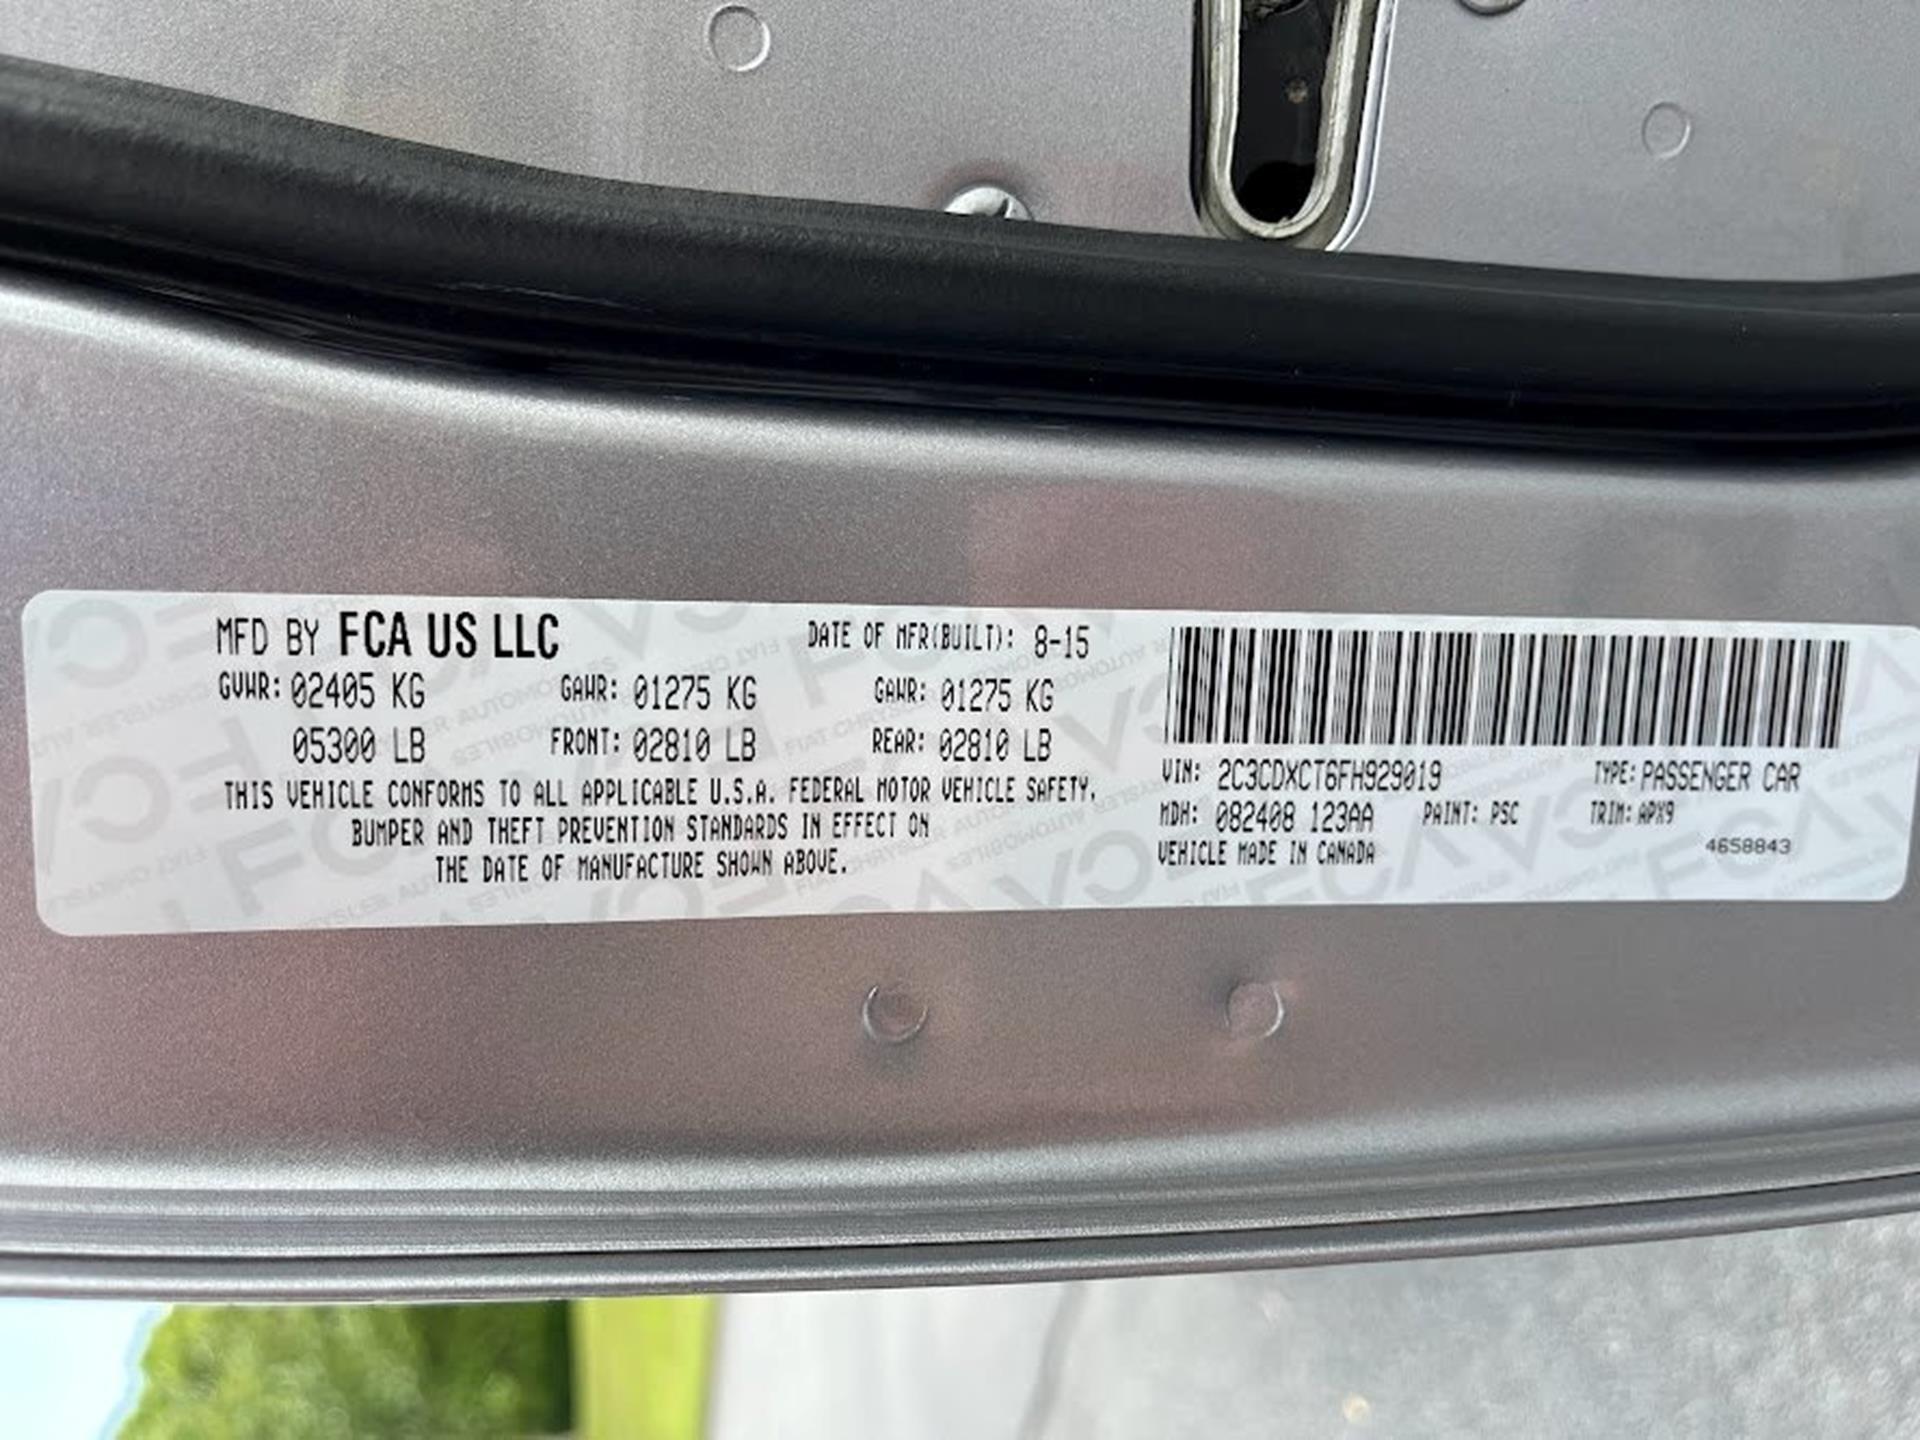 MFD BY FCA US LLC DATE OF MFR(BUILT): 8-15
GVWR: 02405 KG GAWR: 01275 KG GAWR: 01275 KG
05300 LB FRONT: 02810 LB REAR: 02810 LB
THIS VEHICLE CONFORMS TO ALL APPLICABLE U.S.A. FEDERAL MOTOR VEHICLE SAFETY,
BUMPER AND THEFT PREVENTION STANDARDS IN EFFECT ON
THE DATE OF MANUFACTURE SHOWN ABOVE.
VIN: 2C3CDXCT6FH929019 TYPE: PASSENGER CAR
MDH: 082408 123AA PAINT: PSC TRIM: APX9
VEHICLE MADE IN CANADA 4658843